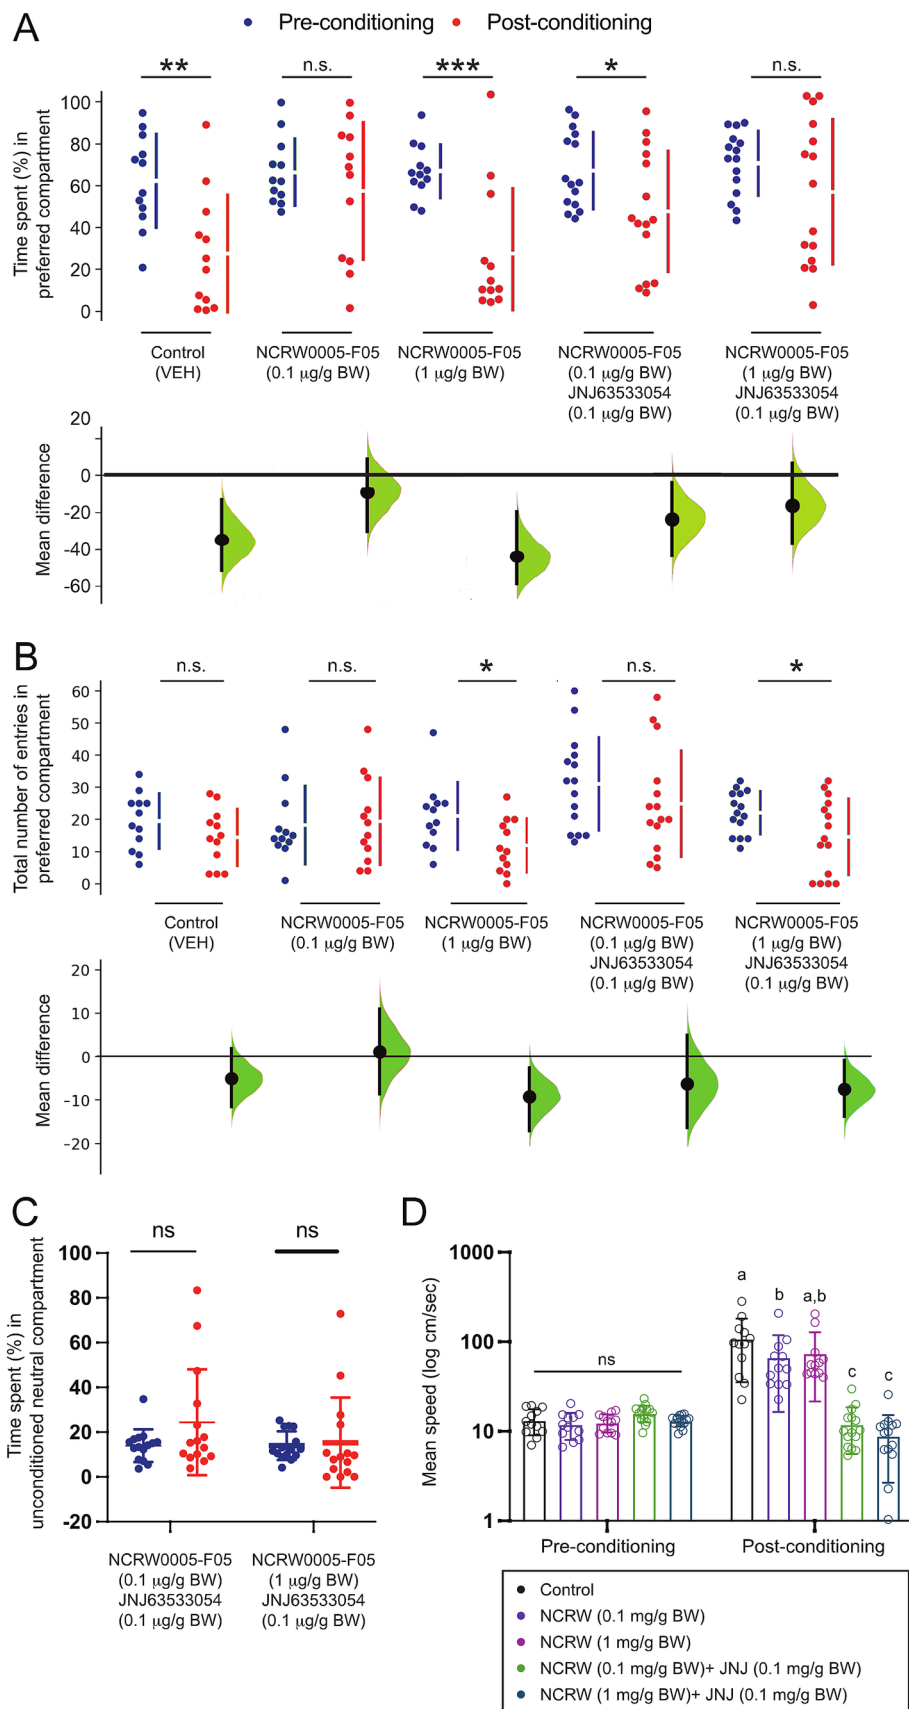 A
Pre-conditioning
Post-conditioning
**
n.s.
***
*
n.s.
Time spent (%) in
preferred compartment
100
80
60
40
20
0
Control
(VEH)
NCRW0005-F05
(0.1 μg/g BW)
NCRW0005-F05
(1 μg/g BW)
NCRW0005-F05
(0.1 μg/g BW)
JNJ63533054
(0.1 μg/g BW)
NCRW0005-F05
(1 μg/g BW)
JNJ63533054
(0.1 μg/g BW)
Mean difference
20
0
-20
-40
-60
B
n.s.
n.s.
*
n.s.
*
Total number of entries in
preferred compartment
60
50
40
30
20
10
0
Control
(VEH)
NCRW0005-F05
(0.1 μg/g BW)
NCRW0005-F05
(1 μg/g BW)
NCRW0005-F05
(0.1 μg/g BW)
JNJ63533054
(0.1 μg/g BW)
NCRW0005-F05
(1 μg/g BW)
JNJ63533054
(0.1 μg/g BW)
Mean difference
20
10
0
-10
-20
C
ns
ns
Time spent (%) in
unconditioned neutral compartment
100
80
60
40
20
0
-20
NCRW0005-F05
(0.1 μg/g BW)
JNJ63533054
(0.1 μg/g BW)
NCRW0005-F05
(1 μg/g BW)
JNJ63533054
(0.1 μg/g BW)
D
Mean speed (log cm/sec)
1000
100
10
1
ns
a
b
a,b
c
c
Pre-conditioning
Post-conditioning
Control
NCRW (0.1 mg/g BW)
NCRW (1 mg/g BW)
NCRW (0.1 mg/g BW)+ JNJ (0.1 mg/g BW)
NCRW (1 mg/g BW)+ JNJ (0.1 mg/g BW)